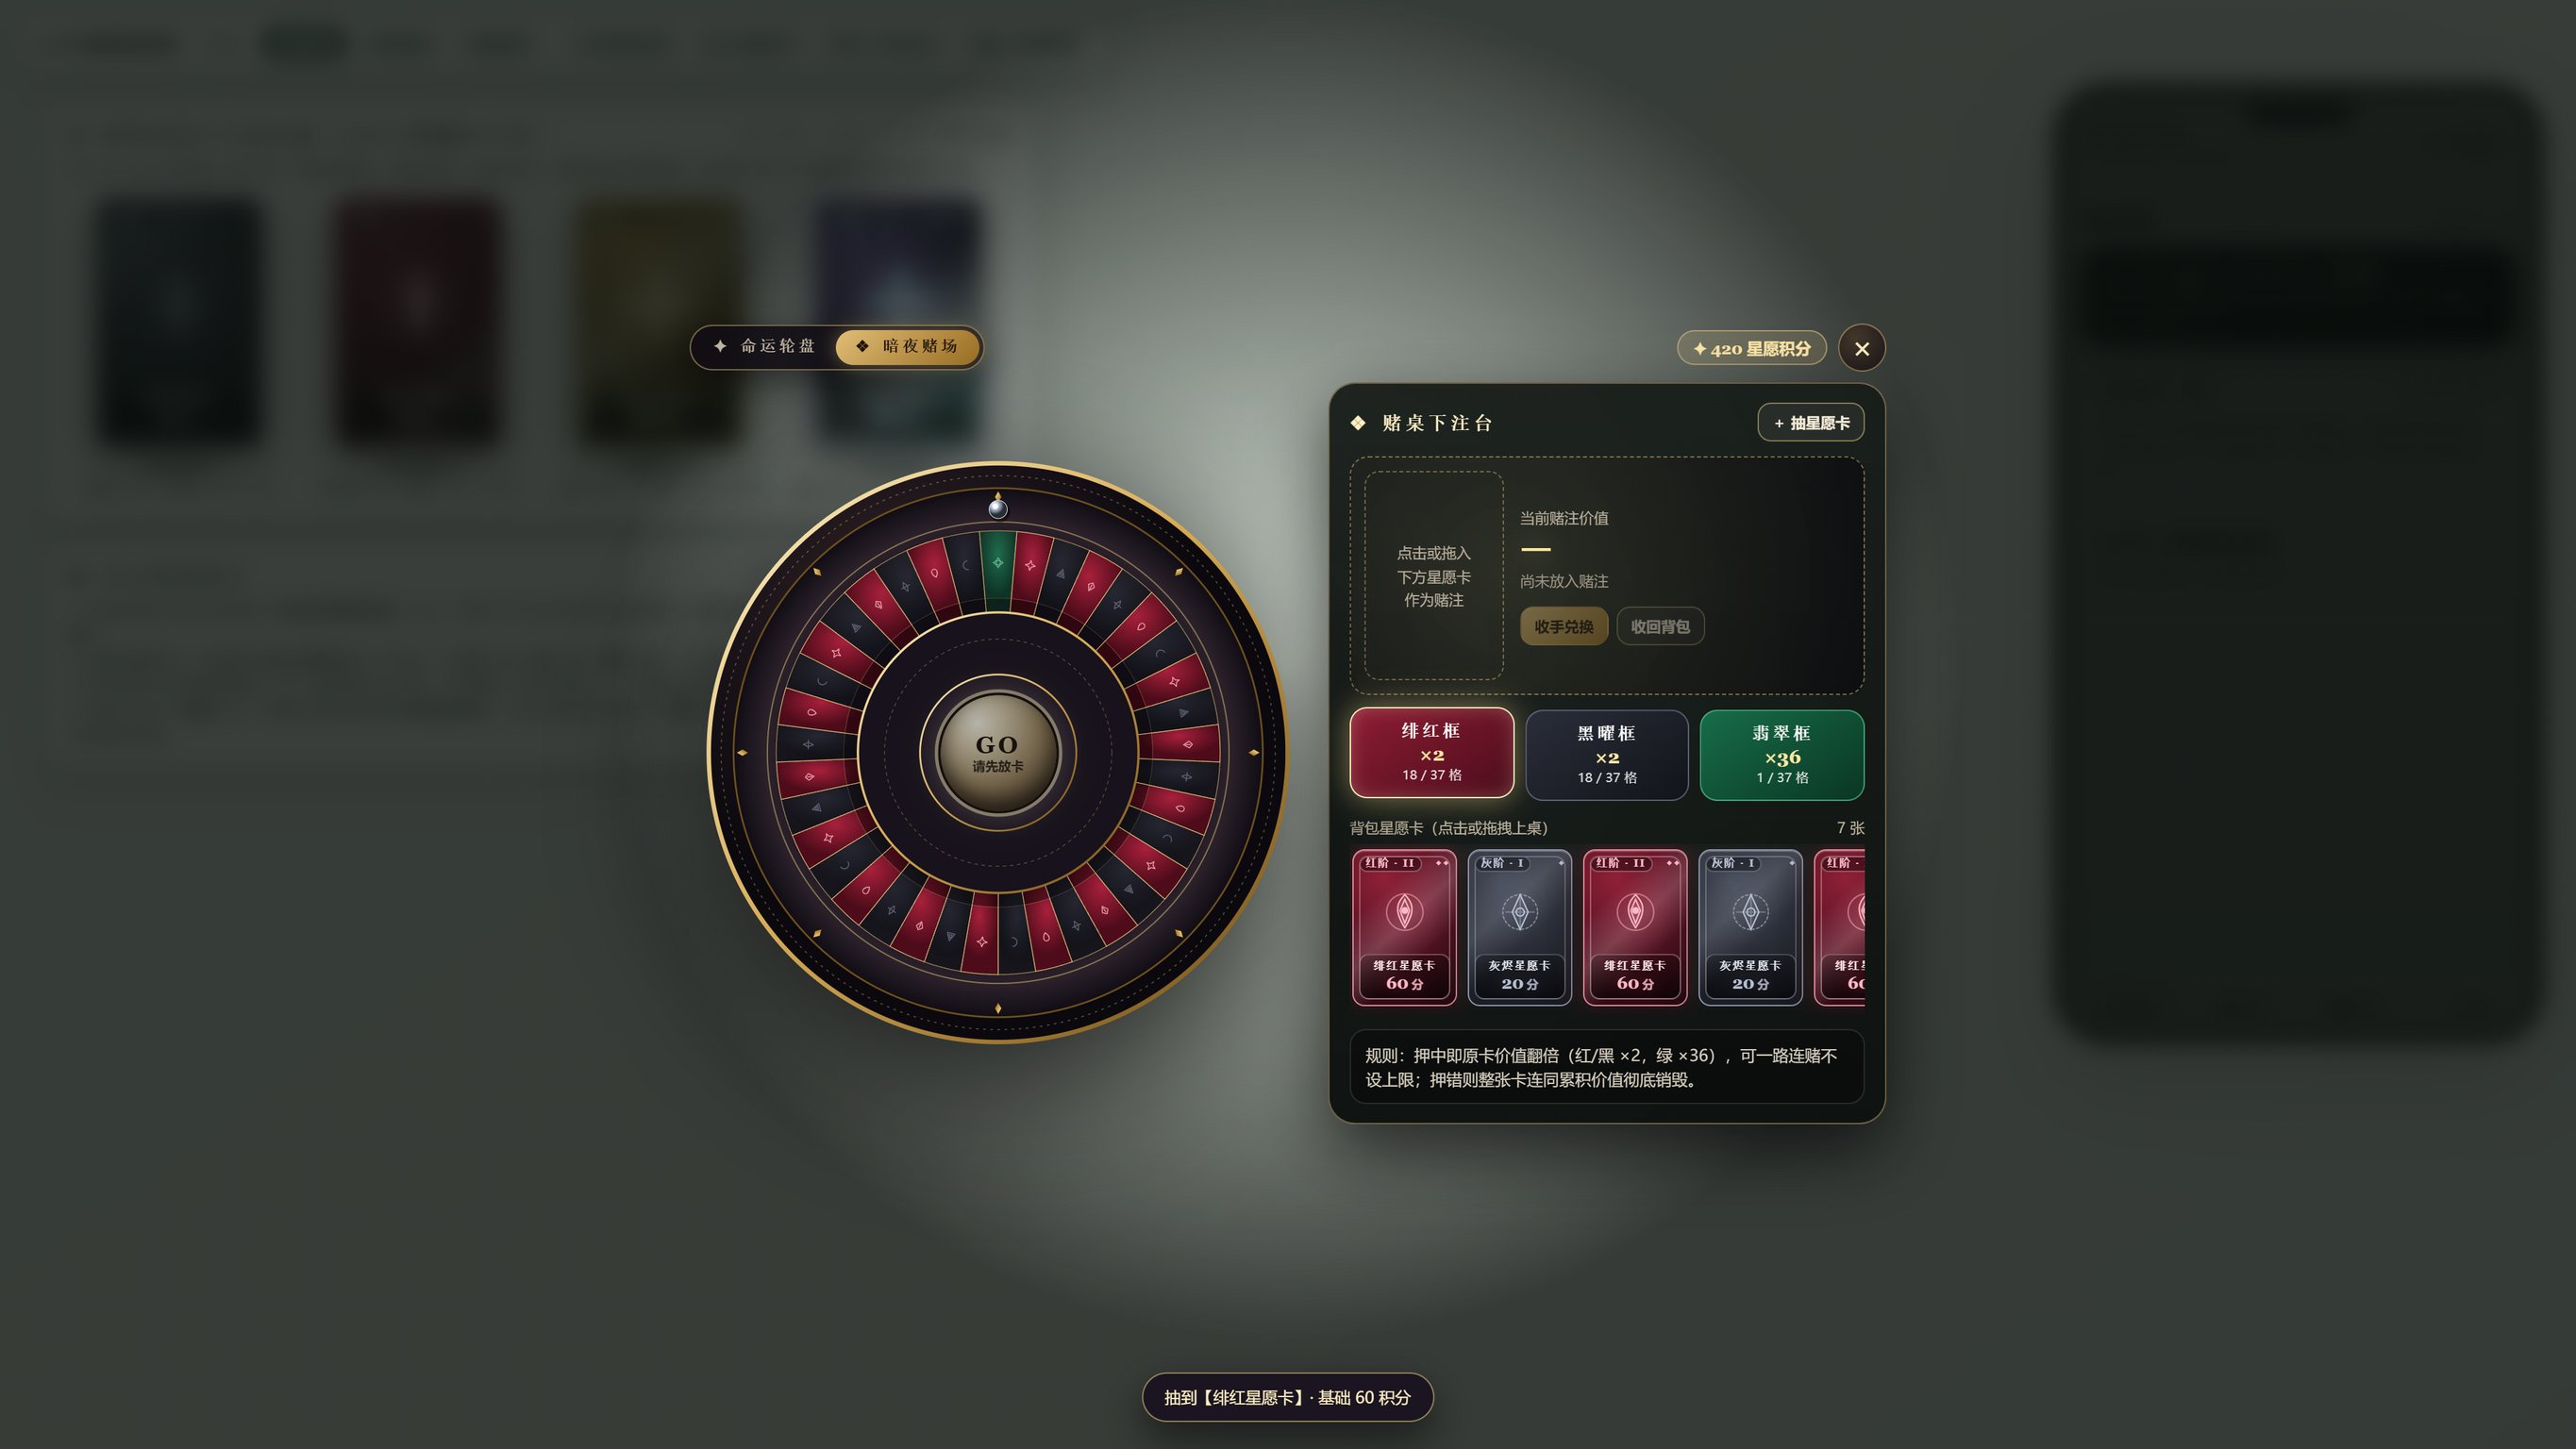 ✦ 命运轮盘
❖ 暗夜赌场
✦ 420 星愿积分
✕
❖ 赌桌下注台
+ 抽星愿卡
点击或拖入
下方星愿卡
作为赌注
当前赌注价值
—
尚未放入赌注
收手兑换
收回背包
GO
请先放卡
绯红框
×2
18 / 37 格
黑曜框
×2
18 / 37 格
翡翠框
×36
1 / 37 格
背包星愿卡（点击或拖拽上桌）
7 张
红阶 · II
绯红星愿卡
60 分
灰阶 · I
灰烬星愿卡
20 分
红阶 · II
绯红星愿卡
60 分
灰阶 · I
灰烬星愿卡
20 分
红阶 ·
绯红
规则：押中即原卡价值翻倍（红/黑 ×2，绿 ×36），可一路连赌不
设上限；押错则整张卡连同累积价值彻底销毁。
抽到【绯红星愿卡】· 基础 60 积分